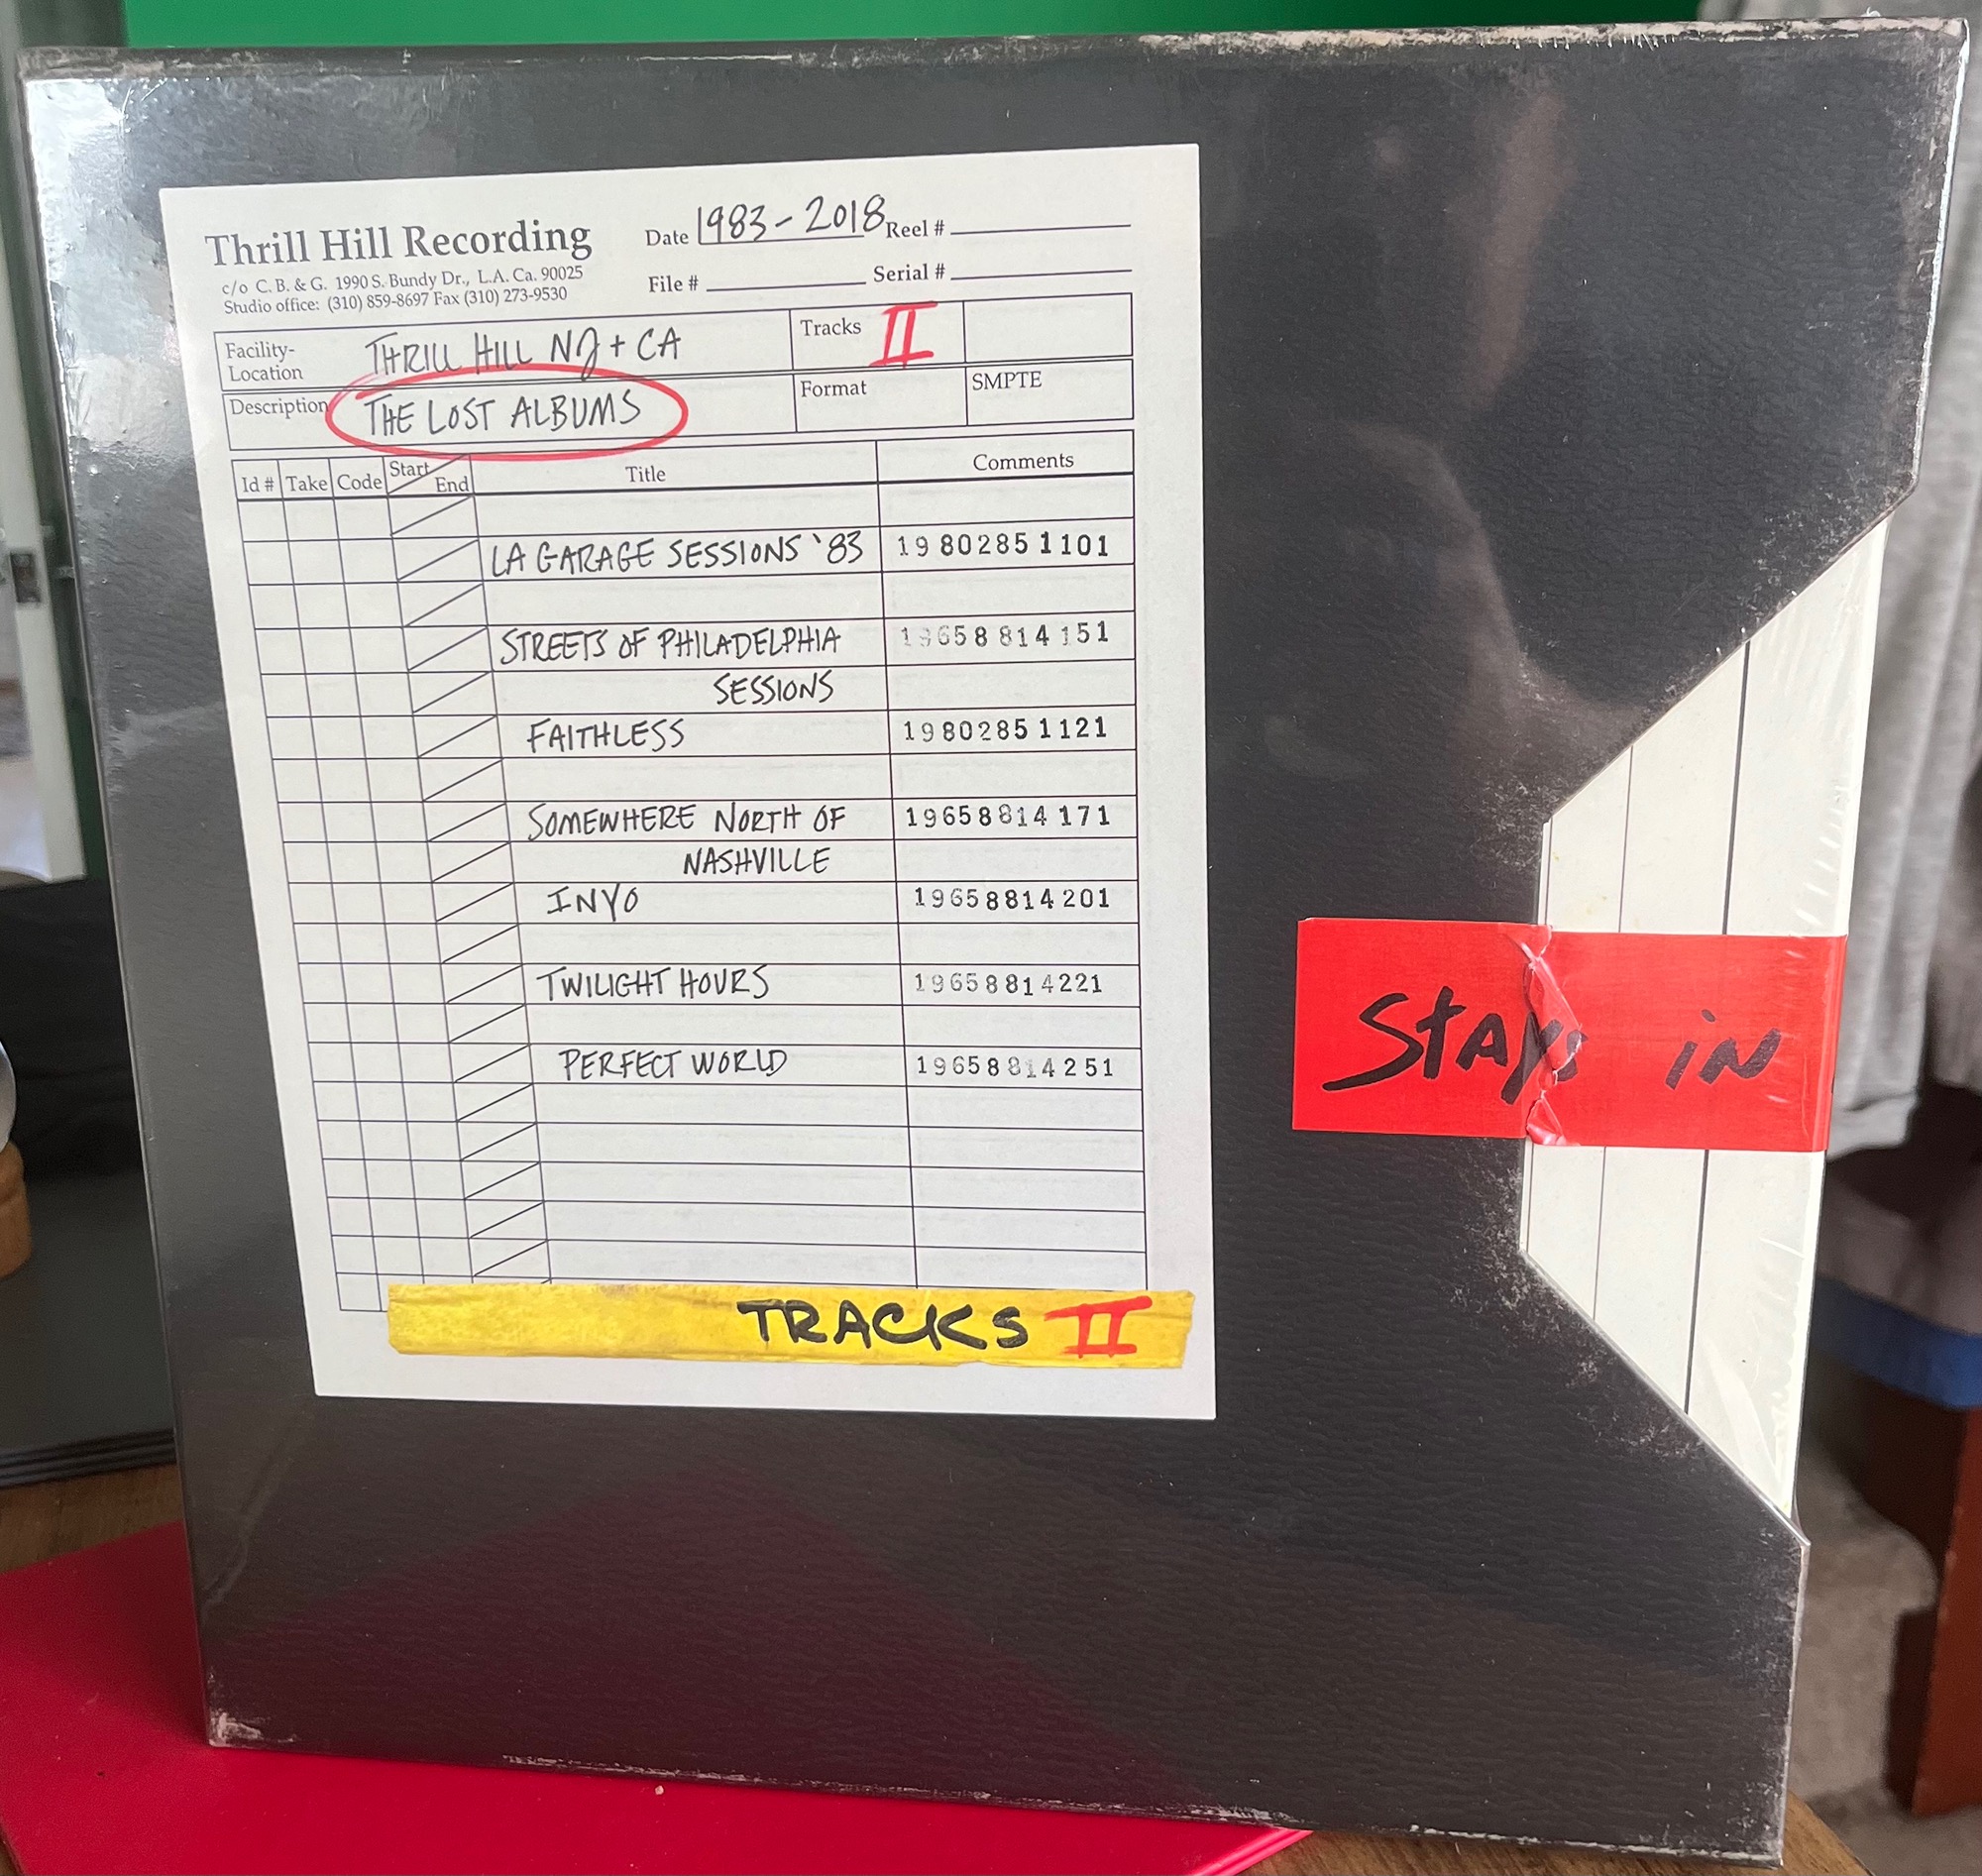 Thrill Hill Recording
c/o C. B. & G. 1990 S. Bundy Dr., L.A. Ca. 90025
Studio office: (310) 859-8697 Fax (310) 273-9530
Date 1983-2018 Reel #
File # Serial #
Facility-Location THRILL HILL NJ + CA Tracks II
Description THE LOST ALBUMS Format SMPTE
Id # Take Code Start End Title Comments
LA GARAGE SESSIONS '83 19802851101
STREETS OF PHILADELPHIA 19658814151
SESSIONS
FAITHLESS 19802851121
SOMEWHERE NORTH OF 19658814171
NASHVILLE
INYO 19658814201
TWILIGHT HOURS 19658814221
PERFECT WORLD 19658814251
TRACKS II
Stays in